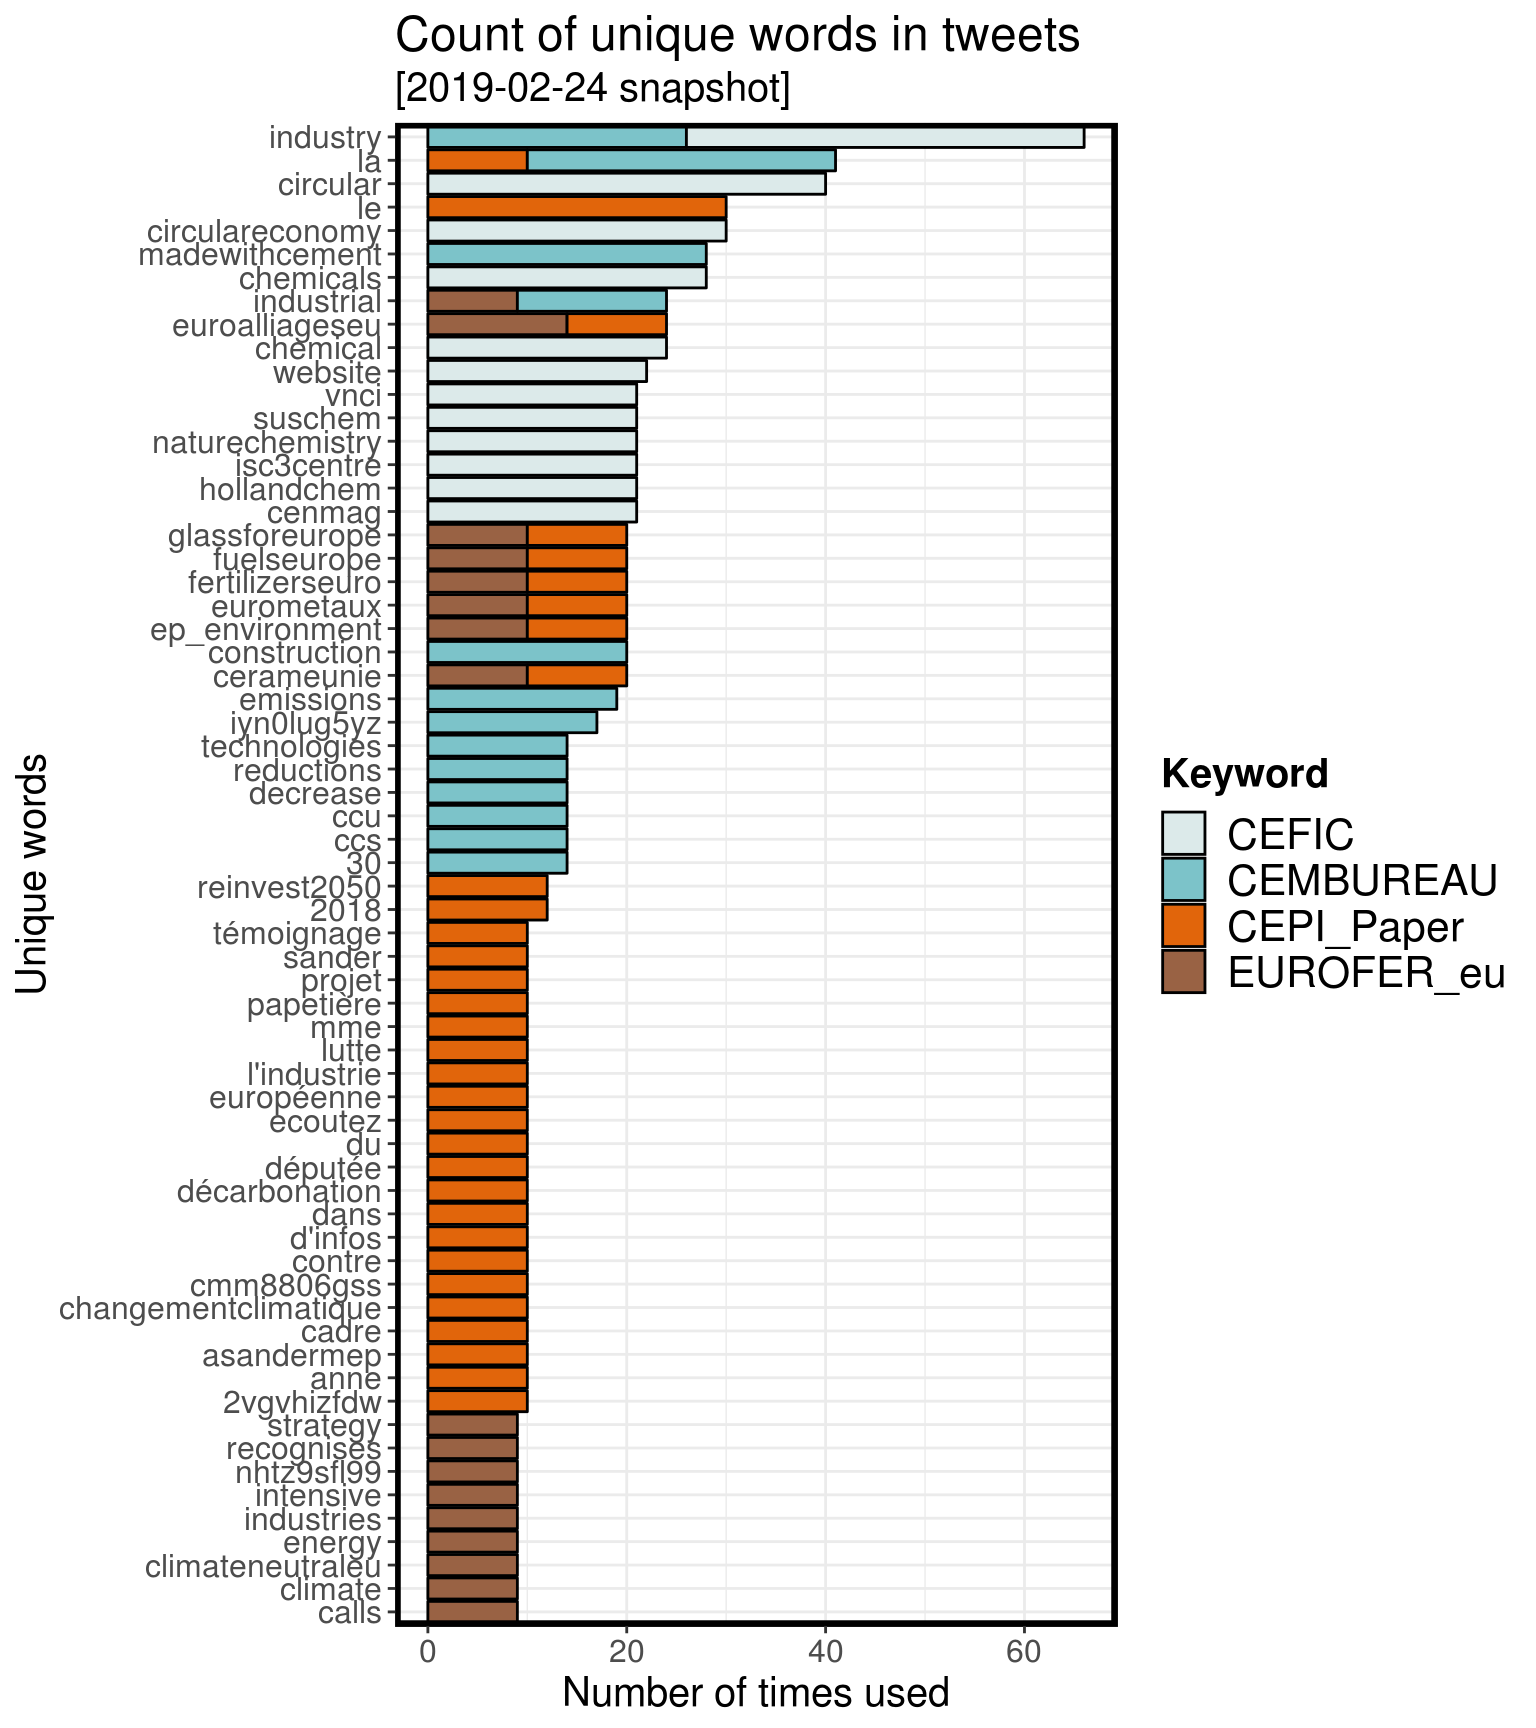 Count of unique words in tweets
[2019-02-24 snapshot]
industry
la
circular
le
circulareconomy
madewithcement
chemicals
industrial
euroalliageseu
chemical
website
vnci
suschem
naturechemistry
isc3centre
hollandchem
cenmag
glassforeurope
fuelseurope
fertilizerseuro
eurometaux
ep_environment
construction
cerameunie
emissions
iyn0lug5yz
technologies
reductions
decrease
ccu
ccs
30
reinvest2050
2018
témoignage
sander
projet
papetière
mme
lutte
l'industrie
européenne
ecoutez
du
députée
décarbonation
dans
d'infos
contre
cmm8806gss
changementclimatique
cadre
asandermep
anne
2vgvhizfdw
strategy
recognises
nhtz9sfl99
intensive
industries
energy
climateneutraleu
climate
calls
0 20 40 60
Number of times used
Unique words
Keyword
CEFIC
CEMBUREAU
CEPI_Paper
EUROFER_eu